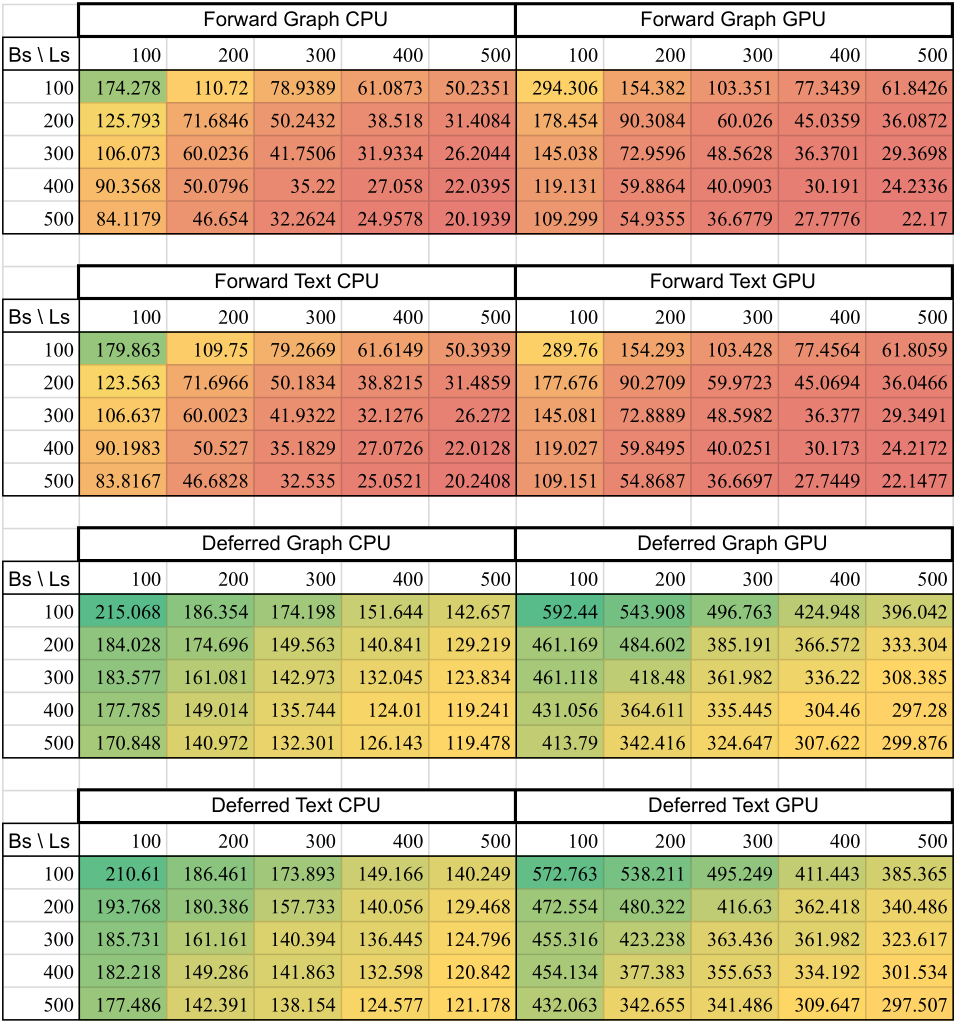 Forward Graph CPU Forward Graph GPU
Bs \ Ls 100 200 300 400 500 100 200 300 400 500
100 174.278 110.72 78.9389 61.0873 50.2351 294.306 154.382 103.351 77.3439 61.8426
200 125.793 71.6846 50.2432 38.518 31.4084 178.454 90.3084 60.026 45.0359 36.0872
300 106.073 60.0236 41.7506 31.9334 26.2044 145.038 72.9596 48.5628 36.3701 29.3698
400 90.3568 50.0796 35.22 27.058 22.0395 119.131 59.8864 40.0903 30.191 24.2336
500 84.1179 46.654 32.2624 24.9578 20.1939 109.299 54.9355 36.6779 27.7776 22.17
Forward Text CPU Forward Text GPU
Bs \ Ls 100 200 300 400 500 100 200 300 400 500
100 179.863 109.75 79.2669 61.6149 50.3939 289.76 154.293 103.428 77.4564 61.8059
200 123.563 71.6966 50.1834 38.8215 31.4859 177.676 90.2709 59.9723 45.0694 36.0466
300 106.637 60.0023 41.9322 32.1276 26.272 145.081 72.8889 48.5982 36.377 29.3491
400 90.1983 50.527 35.1829 27.0726 22.0128 119.027 59.8495 40.0251 30.173 24.2172
500 83.8167 46.6828 32.535 25.0521 20.2408 109.151 54.8687 36.6697 27.7449 22.1477
Deferred Graph CPU Deferred Graph GPU
Bs \ Ls 100 200 300 400 500 100 200 300 400 500
100 215.068 186.354 174.198 151.644 142.657 592.44 543.908 496.763 424.948 396.042
200 184.028 174.696 149.563 140.841 129.219 461.169 484.602 385.191 366.572 333.304
300 183.577 161.081 142.973 132.045 123.834 461.118 418.48 361.982 336.22 308.385
400 177.785 149.014 135.744 124.01 119.241 431.056 364.611 335.445 304.46 297.28
500 170.848 140.972 132.301 126.143 119.478 413.79 342.416 324.647 307.622 299.876
Deferred Text CPU Deferred Text GPU
Bs \ Ls 100 200 300 400 500 100 200 300 400 500
100 210.61 186.461 173.893 149.166 140.249 572.763 538.211 495.249 411.443 385.365
200 193.768 180.386 157.733 140.056 129.468 472.554 480.322 416.63 362.418 340.486
300 185.731 161.161 140.394 136.445 124.796 455.316 423.238 363.436 361.982 323.617
400 182.218 149.286 141.863 132.598 120.842 454.134 377.383 355.653 334.192 301.534
500 177.486 142.391 138.154 124.577 121.178 432.063 342.655 341.486 309.647 297.507